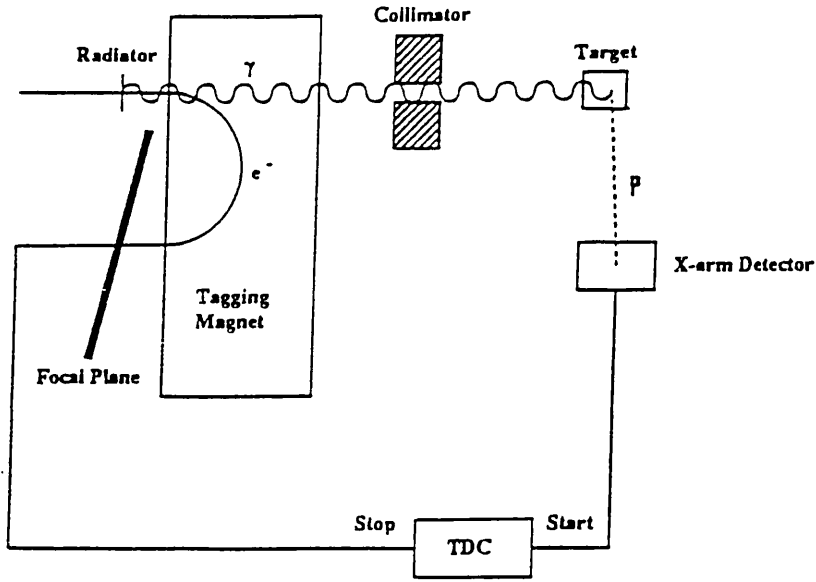 Collimator
Radiator
γ
Target
e⁻
p
X-arm Detector
Tagging
Magnet
Focal Plane
Stop
Start
TDC